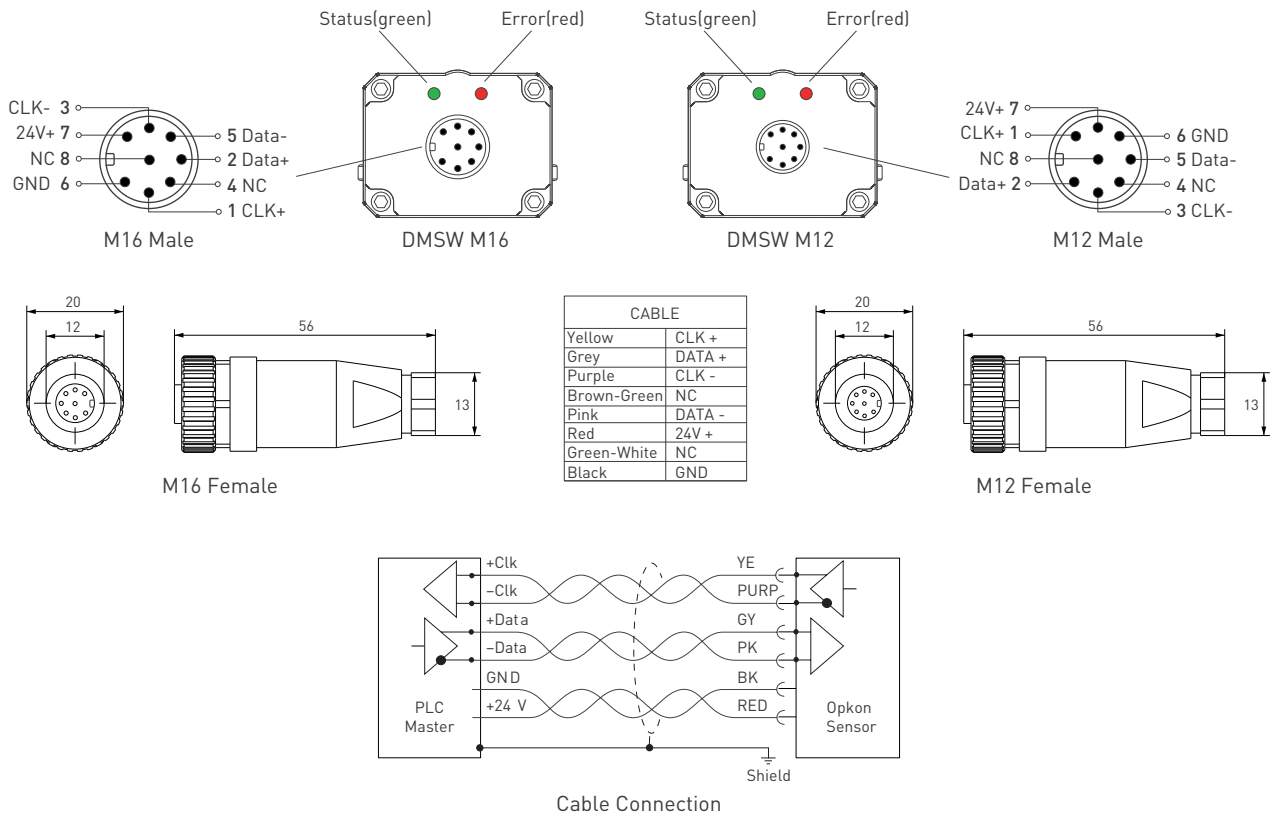 Status(green) Error(red)
Status(green) Error(red)
CLK- 3
24V+ 7
NC 8
GND 6
5 Data-
2 Data+
4 NC
1 CLK+
M16 Male
DMSW M16
DMSW M12
24V+ 7
CLK+ 1
NC 8
Data+ 2
6 GND
5 Data-
4 NC
3 CLK-
M12 Male
20
12
56
13
M16 Female
CABLE
Yellow CLK +
Grey DATA +
Purple CLK -
Brown-Green NC
Pink DATA -
Red 24V +
Green-White NC
Black GND
20
12
56
13
M12 Female
+Clk YE
–Clk PURP
+Data GY
–Data PK
GND BK
+24 V RED
PLC
Master
Opkon
Sensor
Shield
Cable Connection